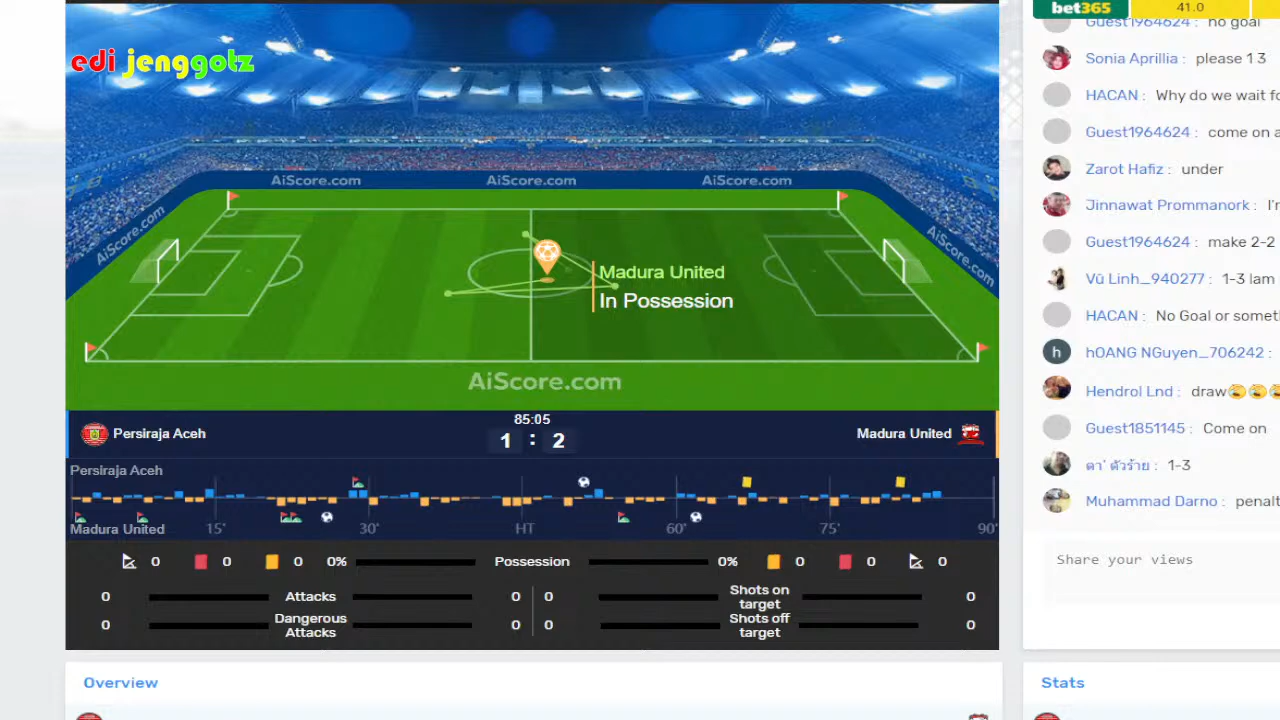 edi jenggotz
AiScore.com
AiScore.com
AiScore.com
AiScore.com
AiScore.com
Madura United
In Possession
AiScore.com
85:05
Persiraja Aceh
1 : 2
Madura United
Persiraja Aceh
Madura United
15'
30'
HT
60'
75'
90'
0
0
0
0%
Possession
0%
0
0
0
0
Attacks
0
0
Shots on
target
0
0
Dangerous
Attacks
0
0
Shots off
target
0
Overview
bet365
41.0
Guest1964624 : no goal
Sonia Aprillia : please 1 3
HACAN : Why do we wait fo
Guest1964624 : come on a
Zarot Hafiz : under
Jinnawat Prommanork : I'
Guest1964624 : make 2-2
Vũ Linh_940277 : 1-3 lam
HACAN : No Goal or someth
h
hOANG NGuyen_706242 :
Hendrol Lnd : draw
Guest1851145 : Come on
ตา' ตัวร้าย : 1-3
Muhammad Darno : penalt
Share your views
Stats